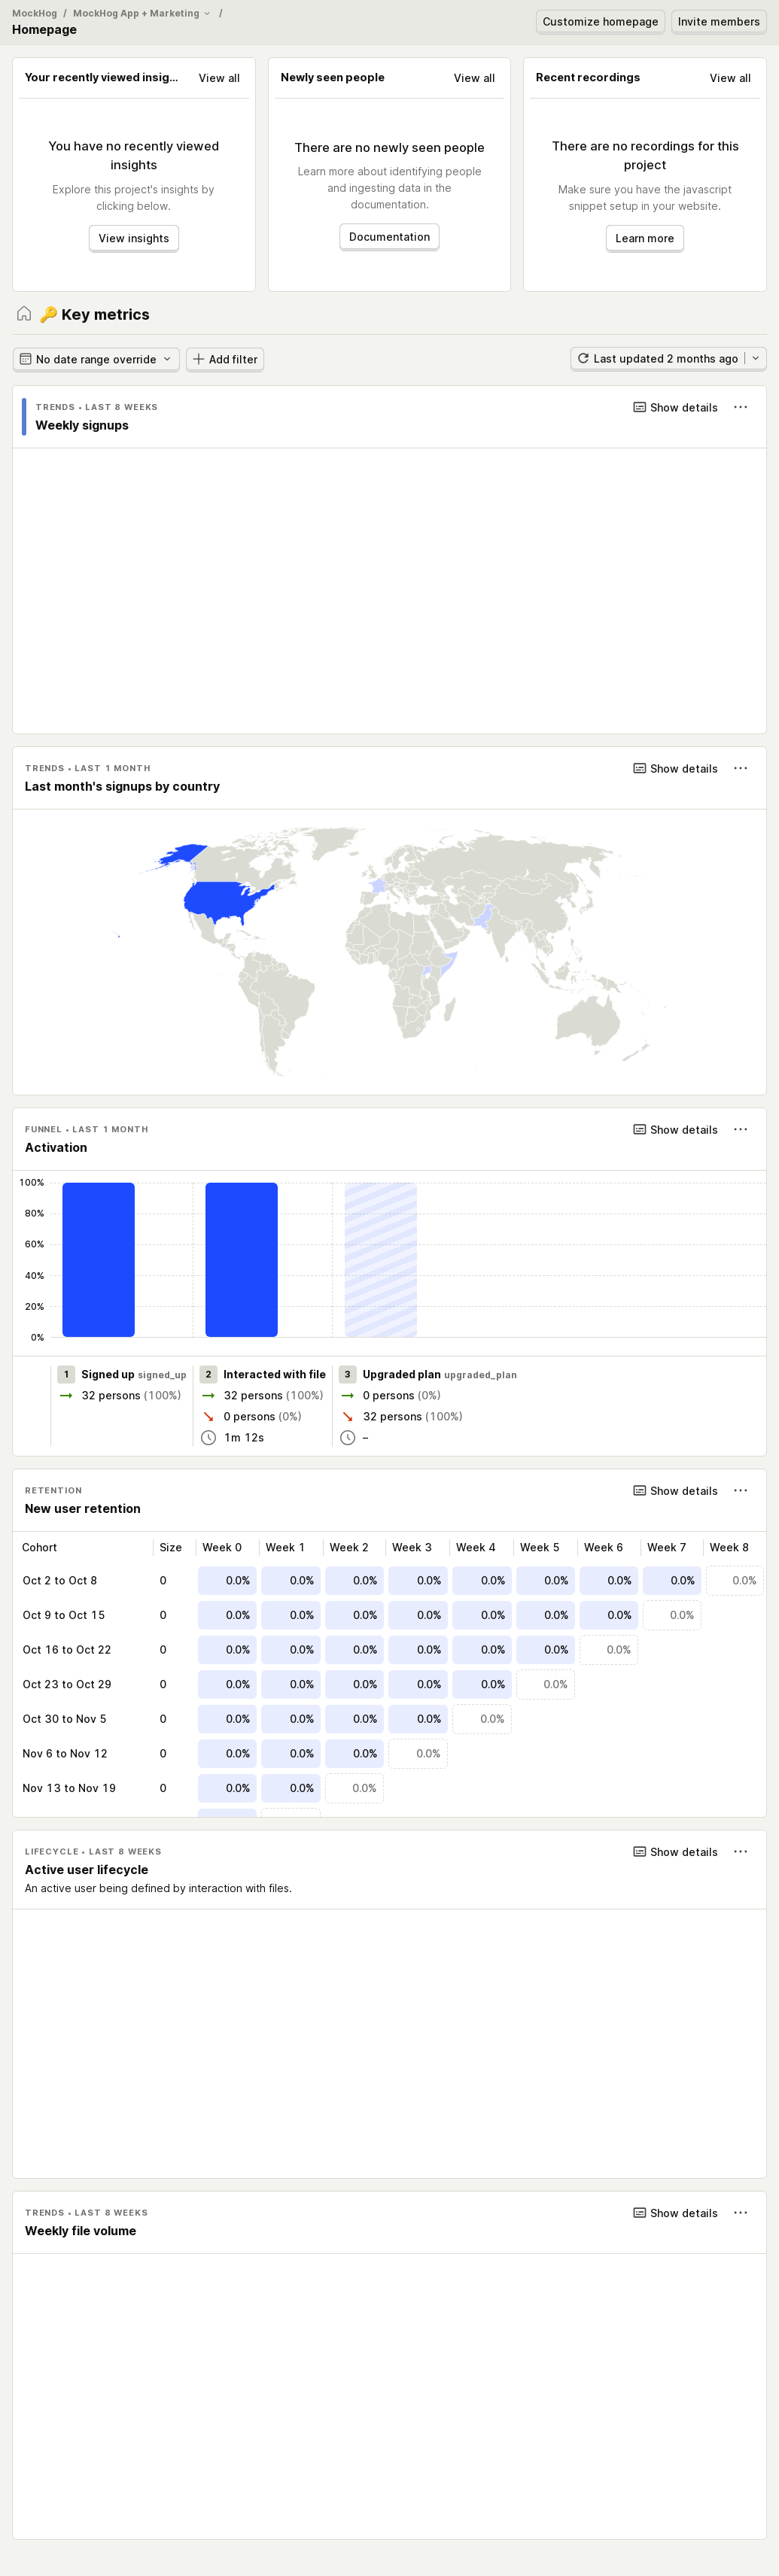 MockHog / MockHog App + Marketing /
Homepage
Customize homepage
Invite members
Your recently viewed insig...
View all
You have no recently viewed
insights
Explore this project's insights by
clicking below.
View insights
Newly seen people
View all
There are no newly seen people
Learn more about identifying people
and ingesting data in the
documentation.
Documentation
Recent recordings
View all
There are no recordings for this
project
Make sure you have the javascript
snippet setup in your website.
Learn more
🔑 Key metrics
No date range override
Add filter
Last updated 2 months ago
TRENDS • LAST 8 WEEKS
Show details
Weekly signups
TRENDS • LAST 1 MONTH
Show details
Last month's signups by country
FUNNEL • LAST 1 MONTH
Show details
Activation
100%
80%
60%
40%
20%
0%
1 Signed up signed_up
32 persons (100%)
2 Interacted with file
32 persons (100%)
0 persons (0%)
1m 12s
3 Upgraded plan upgraded_plan
0 persons (0%)
32 persons (100%)
–
RETENTION
Show details
New user retention
Cohort Size Week 0 Week 1 Week 2 Week 3 Week 4 Week 5 Week 6 Week 7 Week 8
Oct 2 to Oct 8 0 0.0% 0.0% 0.0% 0.0% 0.0% 0.0% 0.0% 0.0% 0.0%
Oct 9 to Oct 15 0 0.0% 0.0% 0.0% 0.0% 0.0% 0.0% 0.0% 0.0%
Oct 16 to Oct 22 0 0.0% 0.0% 0.0% 0.0% 0.0% 0.0% 0.0%
Oct 23 to Oct 29 0 0.0% 0.0% 0.0% 0.0% 0.0% 0.0%
Oct 30 to Nov 5 0 0.0% 0.0% 0.0% 0.0% 0.0%
Nov 6 to Nov 12 0 0.0% 0.0% 0.0% 0.0%
Nov 13 to Nov 19 0 0.0% 0.0% 0.0%
LIFECYCLE • LAST 8 WEEKS
Show details
Active user lifecycle
An active user being defined by interaction with files.
TRENDS • LAST 8 WEEKS
Show details
Weekly file volume